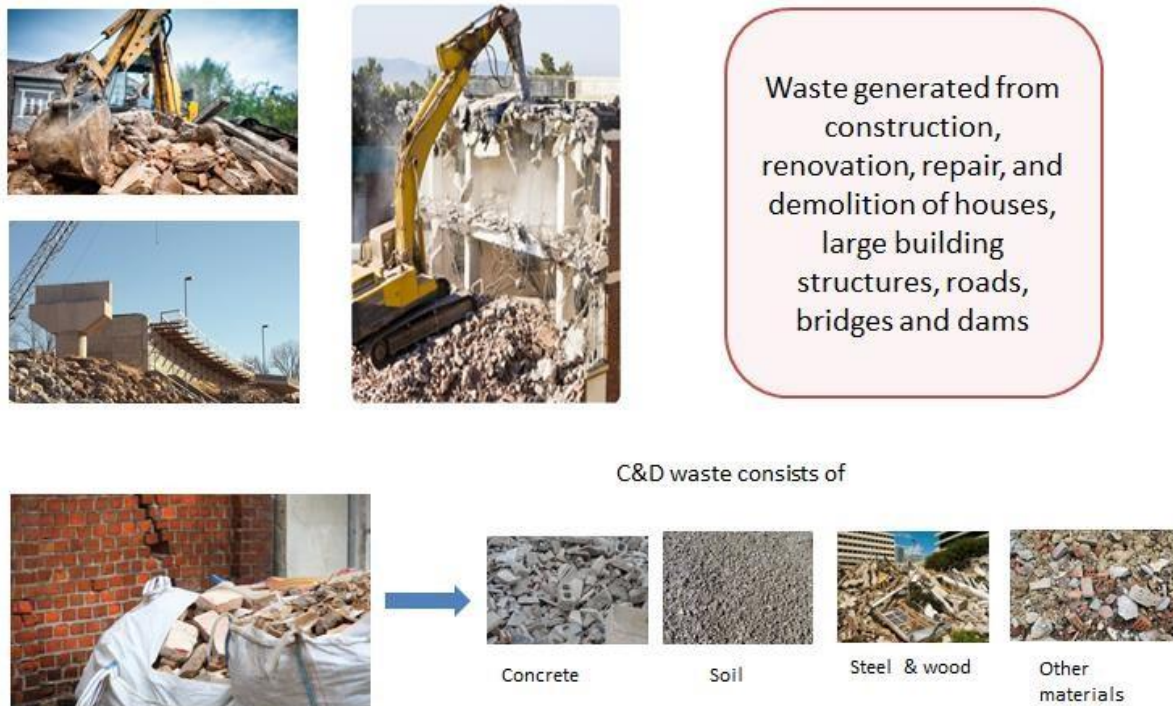 Waste generated from
construction,
renovation, repair, and
demolition of houses,
large building
structures, roads,
bridges and dams
C&D waste consists of
Concrete
Soil
Steel & wood
Other
materials